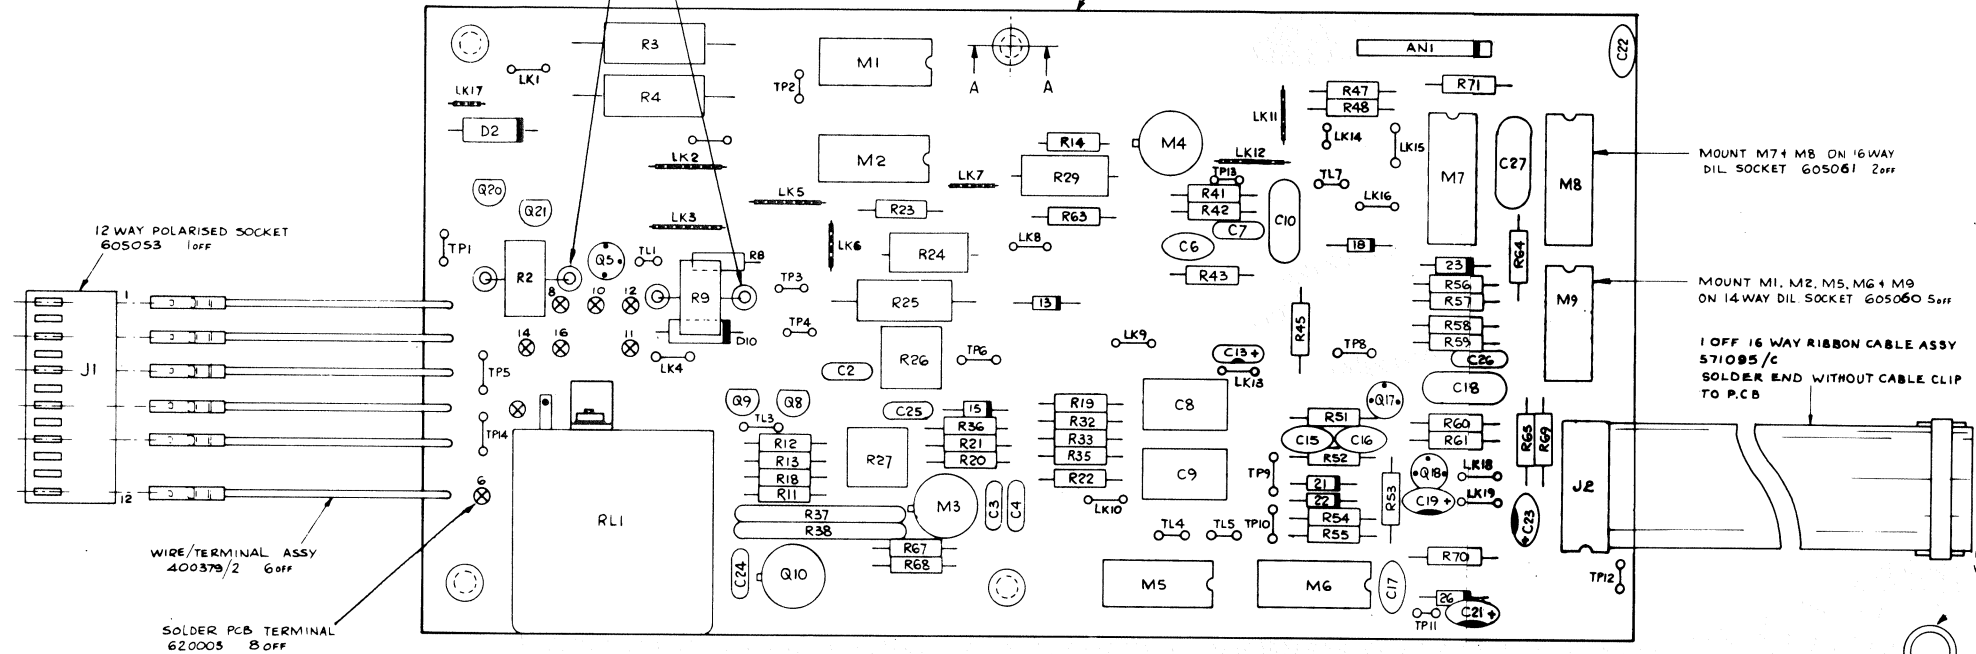 R3
AN1
C22
M1
LK1
R4
TP2
A
A
R71
R47
R48
LK17
D2
LK11
LK14
LK15
R14
M4
LK2
M2
LK12
M7
C27
M8
MOUNT M7 & M8 ON 16 WAY
DIL SOCKET 605061 2 OFF
LK7
R29
TP13
TL7
Q20
LK5
R41
R42
LK16
Q21
R23
R63
C10
LK3
C7
12 WAY POLARISED SOCKET
605053 1 OFF
TP1
LK6
LK8
C6
18
R64
Q5
TL1
R8
R24
R2
R43
23
TP3
R56
R57
MOUNT M1, M2, M5, M6 & M9
ON 14 WAY DIL SOCKET 605060 5 OFF
1
8
10
12
R9
R25
13
M9
R45
R58
R59
14
16
11
D10
TP4
LK9
TP8
1 OFF 16 WAY RIBBON CABLE ASSY
571095/C
SOLDER END WITHOUT CABLE CLIP
TO P.C.B
J1
TP5
LK4
R26
TP6
C13 +
C26
C2
LK13
C18
Q9
Q8
C25
15
R19
C8
Q17
TL3
R36
R32
R51
R60
TP14
R12
R21
R33
C15
C16
R61
R65
R69
R13
R27
R20
R35
R52
R18
R22
C9
TP9
Q18
LK18
12
6
R11
21
R53
J2
22
C19 +
LK19
M3
C3
C4
LK10
R37
R54
C23 +
RL1
R38
TL4
TL5
TP10
R55
WIRE/TERMINAL ASSY
400379/2 6 OFF
R67
R68
R70
C24
Q10
M5
M6
C17
TP12
26
C21 +
TP11
SOLDER PCB TERMINAL
620003 8 OFF